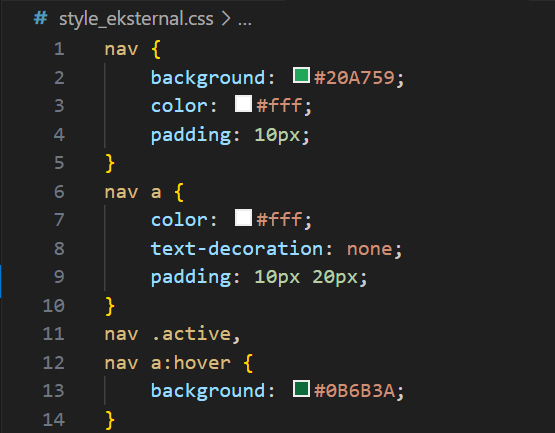 # style_eksternal.css > ...
1 nav {
2 background: #20A759;
3 color: #fff;
4 padding: 10px;
5 }
6 nav a {
7 color: #fff;
8 text-decoration: none;
9 padding: 10px 20px;
10 }
11 nav .active,
12 nav a:hover {
13 background: #0B6B3A;
14 }